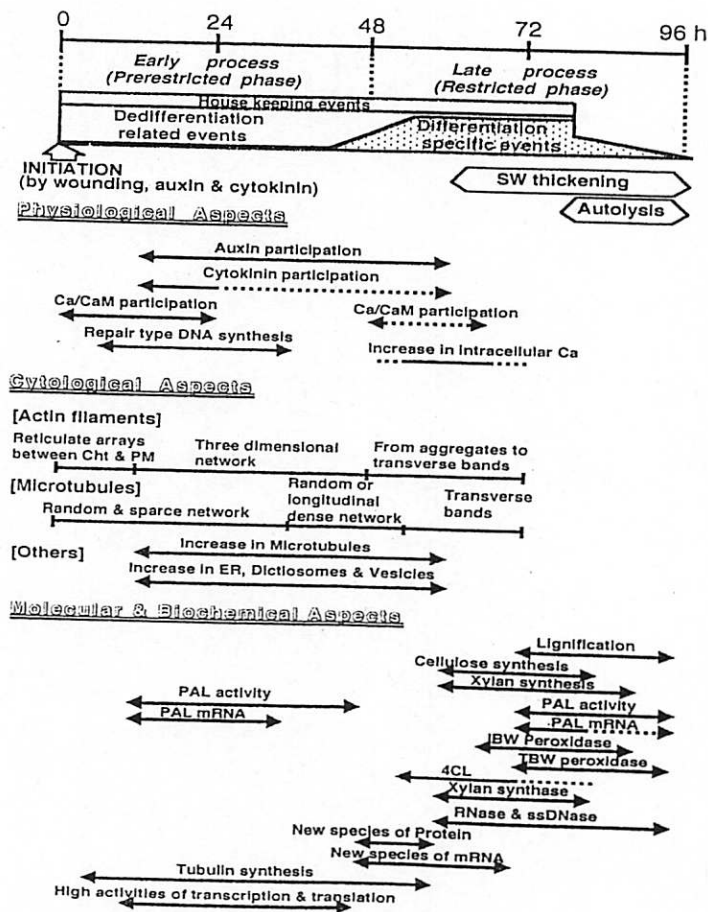 0 24 48 72 96 h
Early process
(Prerestricted phase)
Late process
(Restricted phase)
House keeping events
Dedifferentiation
related events
Differentiation
specific events
INITIATION
(by wounding, auxin & cytokinin)
SW thickening
Autolysis
Physiological Aspects
Auxin participation
Cytokinin participation
Ca/CaM participation
Ca/CaM participation
Repair type DNA synthesis
Increase in intracellular Ca
Cytological Aspects
[Actin filaments]
Reticulate arrays
between Cht & PM
Three dimensional
network
From aggregates to
transverse bands
[Microtubules]
Random & sparce network
Random or
longitudinal
dense network
Transverse
bands
[Others]
Increase in Microtubules
Increase in ER, Dictiosomes & Vesicles
Molecular & Biochemical Aspects
Lignification
Cellulose synthesis
Xylan synthesis
PAL activity
PAL activity
PAL mRNA
PAL mRNA
IBW Peroxidase
TBW peroxidase
4CL
Xylan synthase
RNase & ssDNase
New species of Protein
New species of mRNA
Tubulin synthesis
High activities of transcription & translation